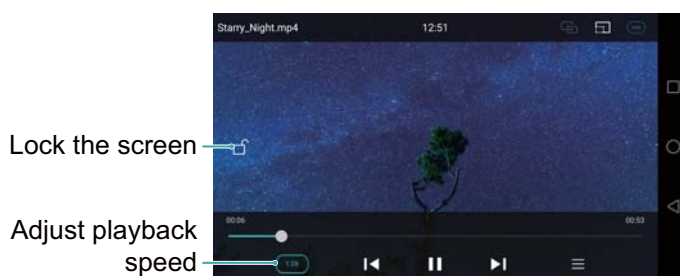 Starry_Night.mp4 12:51
Lock the screen
00:06 00:53
Adjust playback
speed